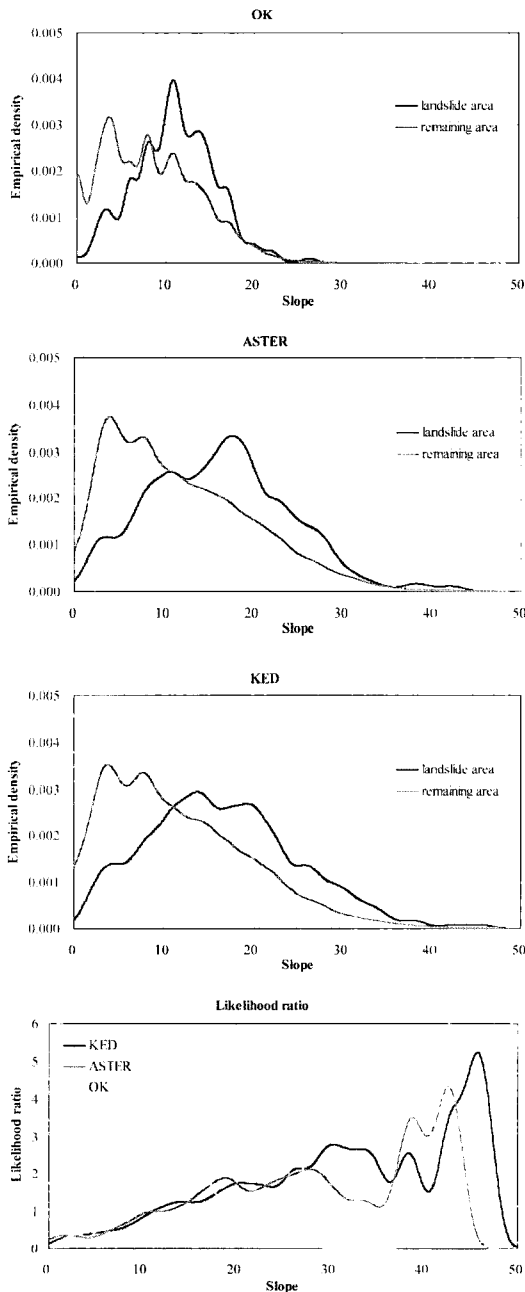 OK
0.005
0.004
0.003
0.002
0.001
0.000
Empirical density
landslide area
remaining area
0 10 20 30 40 50
Slope
ASTER
0.005
0.004
0.003
0.002
0.001
0.000
Empirical density
landslide area
remaining area
0 10 20 30 40 50
Slope
KED
0.005
0.004
0.003
0.002
0.001
0.000
Empirical density
landslide area
remaining area
0 10 20 30 40 50
Slope
Likelihood ratio
6
5
4
3
2
1
0
Likelihood ratio
KED
ASTER
OK
0 10 20 30 40 50
Slope